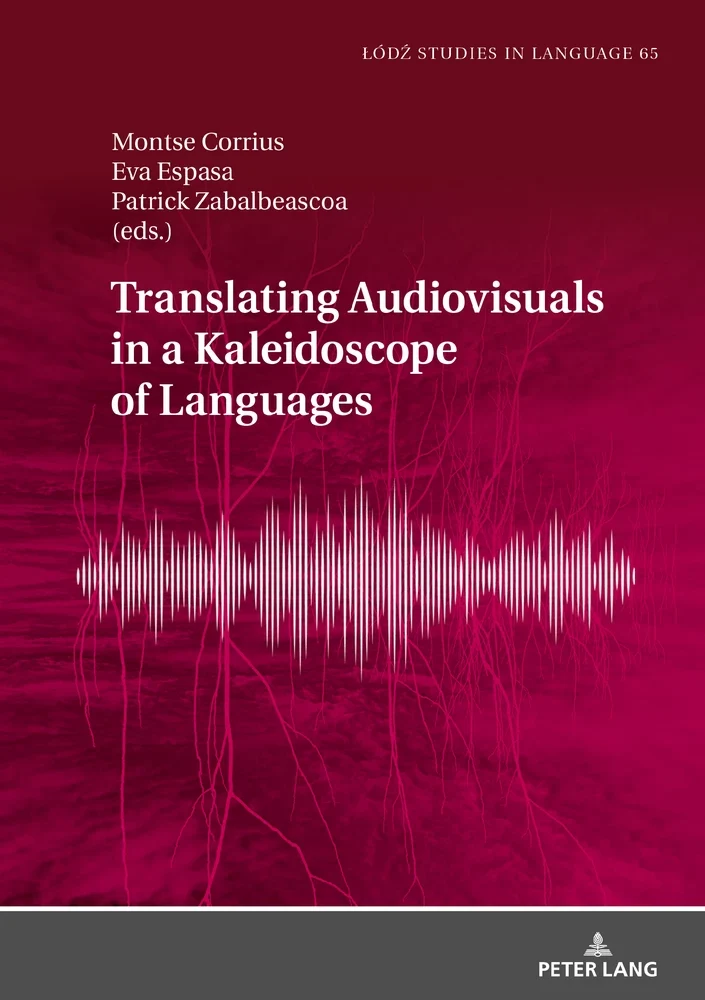 ŁÓDŹ STUDIES IN LANGUAGE 65
Montse Corrius
Eva Espasa
Patrick Zabalbeascoa
(eds.)
Translating Audiovisuals
in a Kaleidoscope
of Languages
PETER LANG